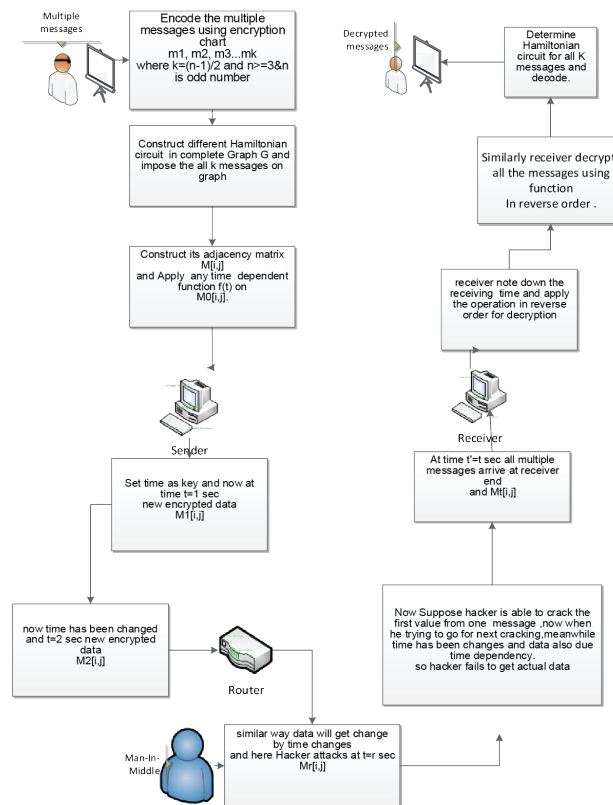 Multiple
messages
Encode the multiple
messages using encryption
chart
m1, m2, m3...mk
where k=(n-1)/2 and n>=3&n
is odd number
Construct different Hamiltonian
circuit in complete Graph G and
impose the all k messages on
graph
Construct its adjacency matrix
M[i,j]
and Apply any time dependent
function f(t) on
M0[i,j].
Sender
Set time as key and now at
time t=1 sec
new encrypted data
M1[i,j]
now time has been changed
and t=2 sec new encrypted
data
M2[i,j]
Router
Man-In-
Middle
similar way data will get change
by time changes
and here Hacker attacks at t=r sec
Mr[i,j]
Now Suppose hacker is able to crack the
first value from one message ,now when
he trying to go for next cracking,meanwhile
time has been changes and data also due
time dependency.
so hacker fails to get actual data
At time t'=t sec all multiple
messages arrive at receiver
end
and Mt[i,j]
Receiver
receiver note down the
receiving time and apply
the operation in reverse
order for decryption
Similarly receiver decrypt
all the messages using
function
In reverse order .
Determine
Hamiltonian
circuit for all K
messages and
decode.
Decrypted
messages